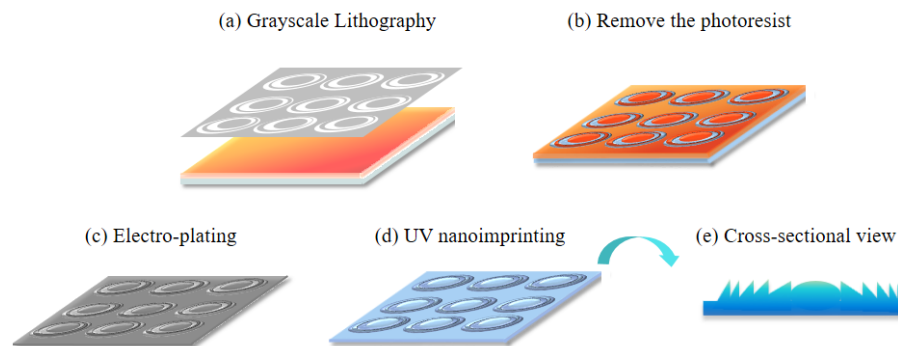 (a) Grayscale Lithography
(b) Remove the photoresist
(c) Electro-plating
(d) UV nanoimprinting
(e) Cross-sectional view